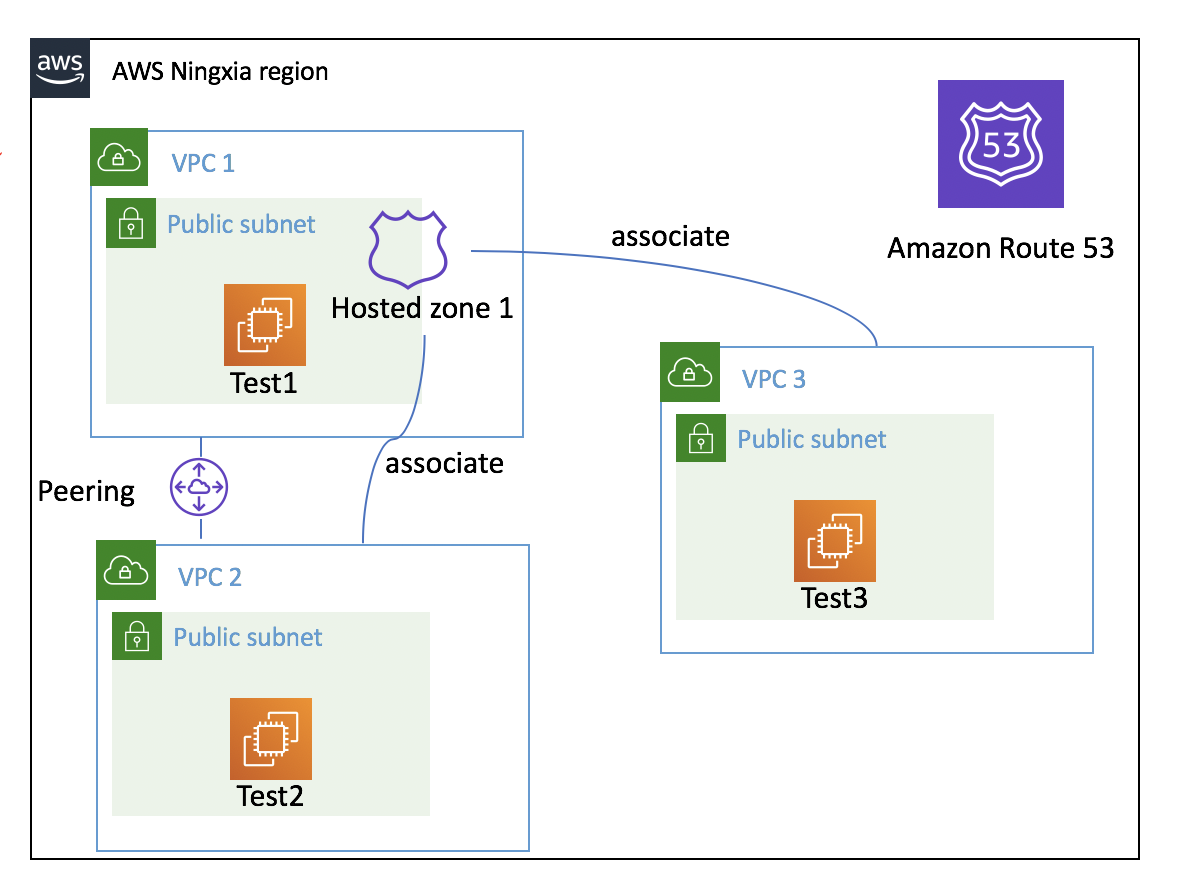 aws
AWS Ningxia region
53
Amazon Route 53
VPC 1
Public subnet
Hosted zone 1
Test1
associate
associate
Peering
VPC 2
Public subnet
Test2
VPC 3
Public subnet
Test3